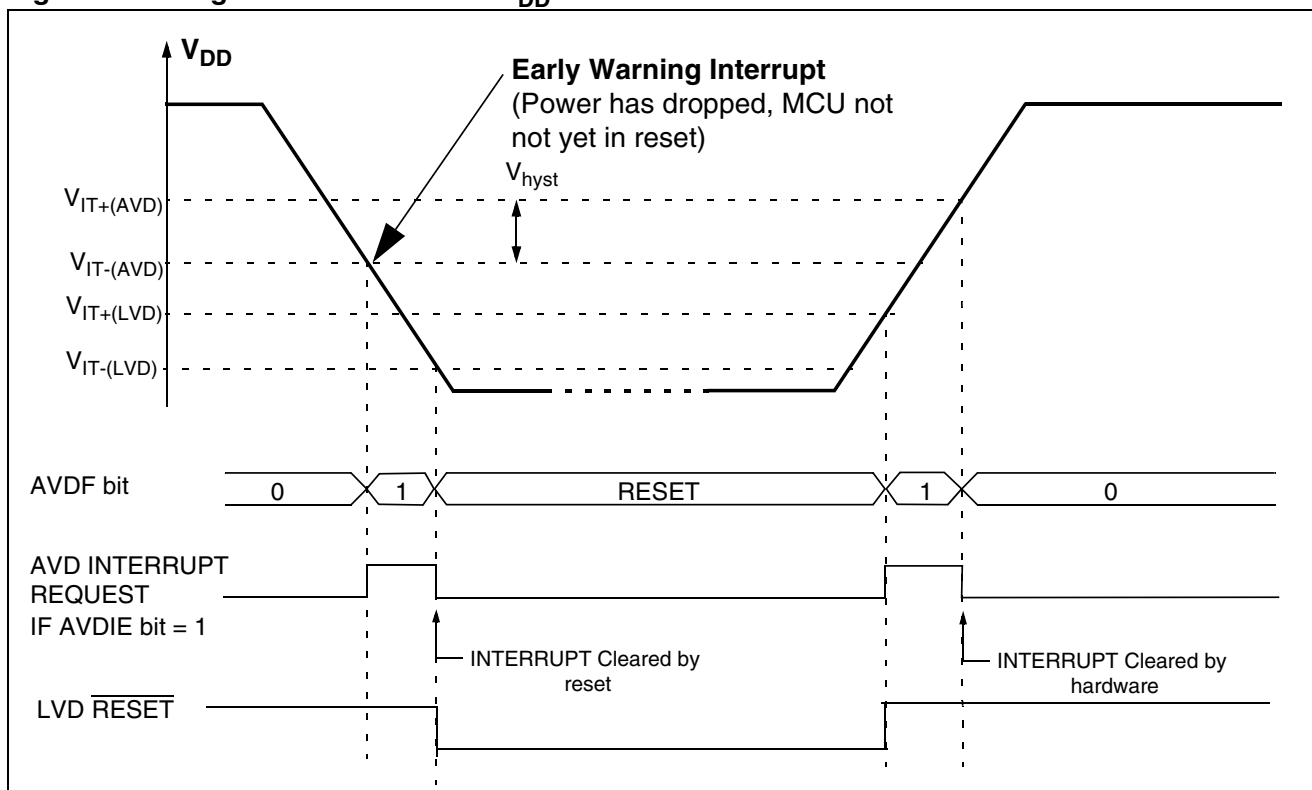 DD
V_DD
Early Warning Interrupt
(Power has dropped, MCU not
not yet in reset)
V_hyst
V_IT+(AVD)
V_IT-(AVD)
V_IT+(LVD)
V_IT-(LVD)
AVDF bit
0
1
RESET
1
0
AVD INTERRUPT
REQUEST
IF AVDIE bit = 1
INTERRUPT Cleared by
reset
INTERRUPT Cleared by
hardware
LVD RESET